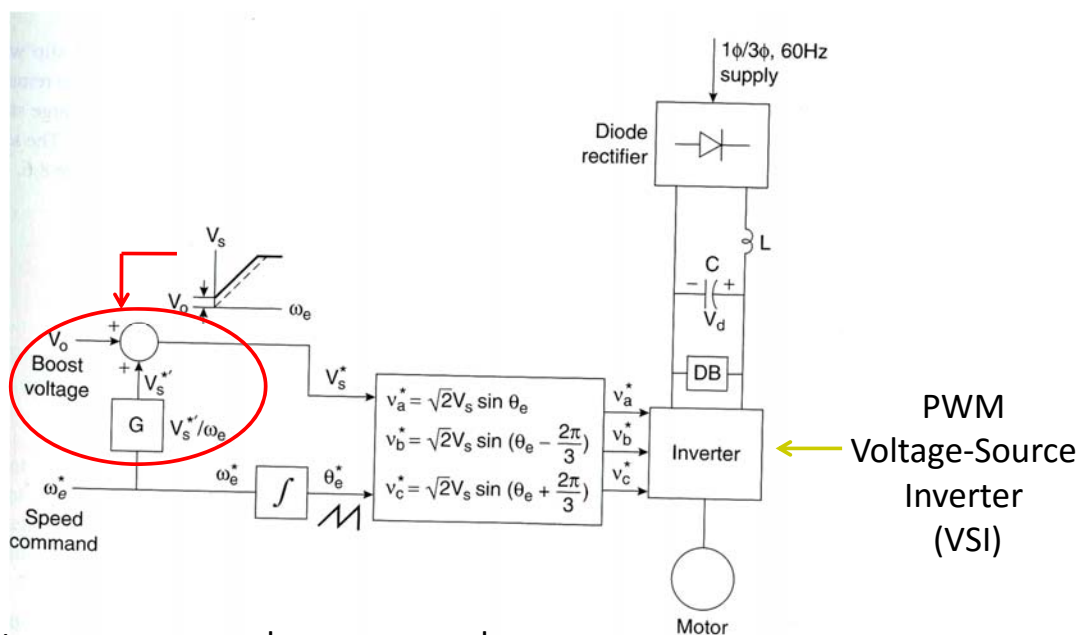 1ϕ/3ϕ, 60Hz
supply
Diode
rectifier
L
C
− +
V_d
DB
V_s
V_o
ω_e
V_o
+
Boost
voltage
+
V_s^*'
G
V_s^*'/ω_e
V_s^*
v_a^* = √2V_s sin θ_e
v_b^* = √2V_s sin (θ_e − 2π/3)
v_c^* = √2V_s sin (θ_e + 2π/3)
v_a^*
v_b^*
v_c^*
Inverter
PWM
Voltage-Source
Inverter
(VSI)
ω_e^*
Speed
command
ω_e^*
∫
θ_e^*
Motor